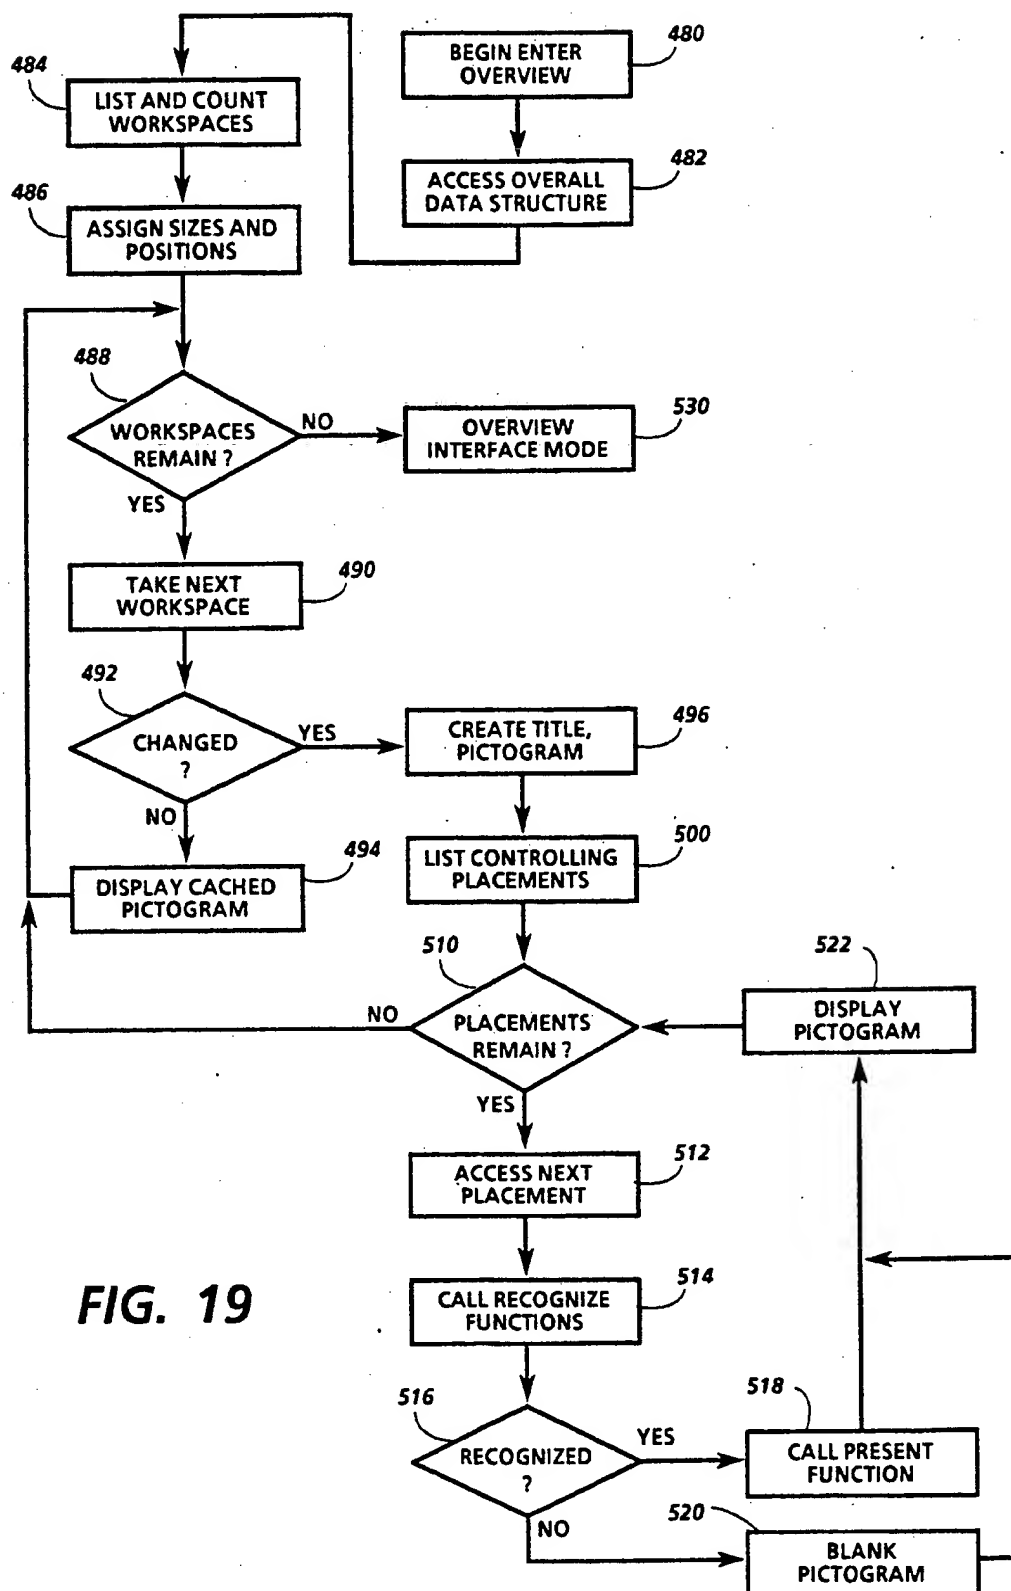 480
BEGIN ENTER
OVERVIEW
482
ACCESS OVERALL
DATA STRUCTURE
484
LIST AND COUNT
WORKSPACES
486
ASSIGN SIZES AND
POSITIONS
488
WORKSPACES
REMAIN ?
NO
530
OVERVIEW
INTERFACE MODE
YES
490
TAKE NEXT
WORKSPACE
492
CHANGED
?
YES
496
CREATE TITLE,
PICTOGRAM
NO
494
DISPLAY CACHED
PICTOGRAM
500
LIST CONTROLLING
PLACEMENTS
510
PLACEMENTS
REMAIN ?
NO
522
DISPLAY
PICTOGRAM
YES
512
ACCESS NEXT
PLACEMENT
514
CALL RECOGNIZE
FUNCTIONS
516
RECOGNIZED
?
YES
518
CALL PRESENT
FUNCTION
NO
520
BLANK
PICTOGRAM
FIG. 19